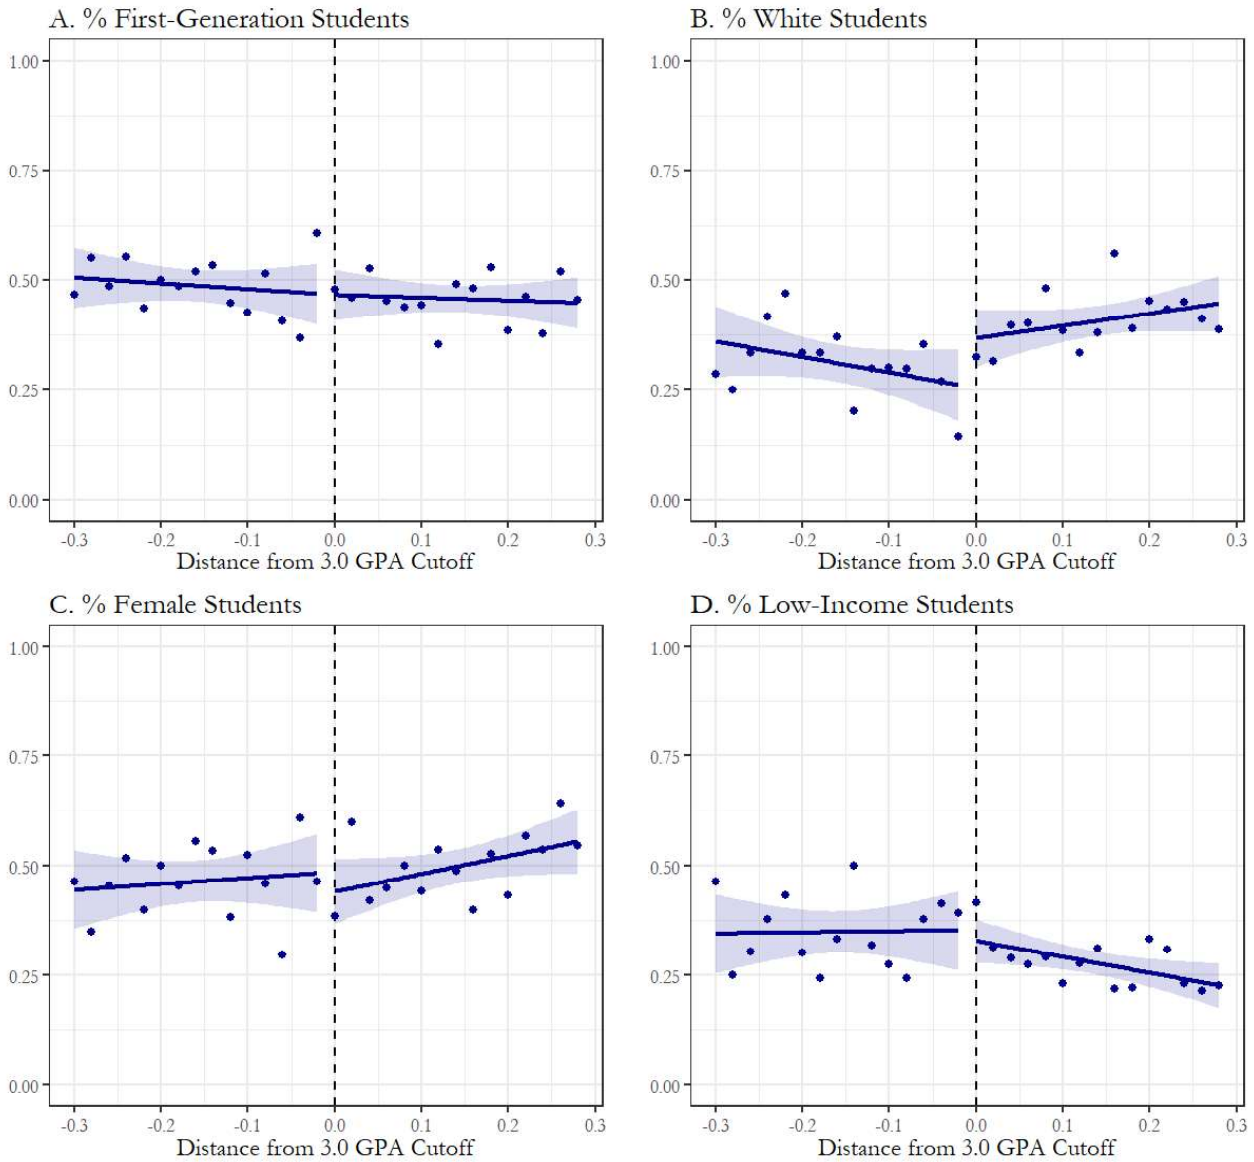 A. % First-Generation Students
1.00
0.75
0.50
0.25
0.00
-0.3 -0.2 -0.1 0.0 0.1 0.2 0.3
Distance from 3.0 GPA Cutoff
B. % White Students
1.00
0.75
0.50
0.25
0.00
-0.3 -0.2 -0.1 0.0 0.1 0.2 0.3
Distance from 3.0 GPA Cutoff
C. % Female Students
1.00
0.75
0.50
0.25
0.00
-0.3 -0.2 -0.1 0.0 0.1 0.2 0.3
Distance from 3.0 GPA Cutoff
D. % Low-Income Students
1.00
0.75
0.50
0.25
0.00
-0.3 -0.2 -0.1 0.0 0.1 0.2 0.3
Distance from 3.0 GPA Cutoff